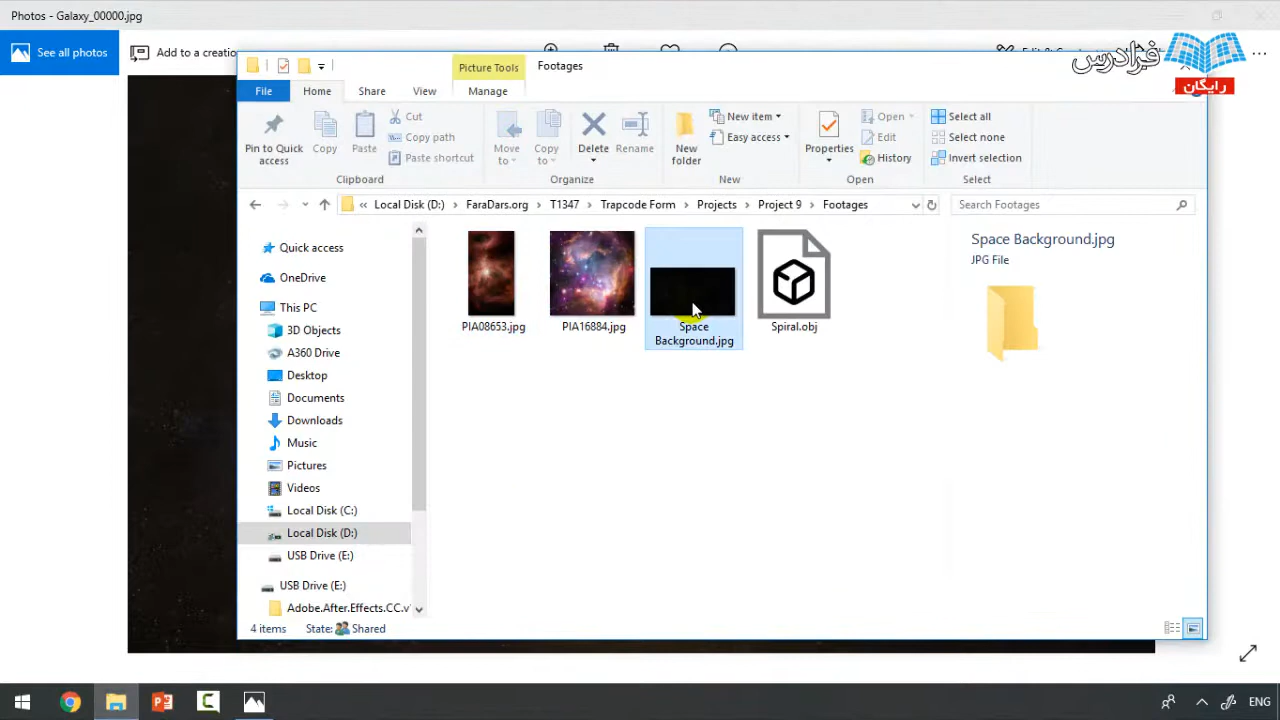 Photos - Galaxy_00000.jpg
See all photos
Add to a creatio
فرادرس
رایگان
Picture Tools
Footages
File
Home
Share
View
Manage
Pin to Quick
access
Copy
Paste
Cut
Copy path
Paste shortcut
Clipboard
Move
to
Copy
to
Delete
Rename
Organize
New
folder
New item
Easy access
New
Properties
Open
Edit
History
Open
Select all
Select none
Invert selection
Select
Local Disk (D:)
FaraDars.org
T1347
Trapcode Form
Projects
Project 9
Footages
Search Footages
Quick access
OneDrive
This PC
3D Objects
A360 Drive
Desktop
Documents
Downloads
Music
Pictures
Videos
Local Disk (C:)
Local Disk (D:)
USB Drive (E:)
USB Drive (E:)
Adobe.After.Effects.CC.v
PIA08653.jpg
PIA16884.jpg
Space
Background.jpg
Spiral.obj
Space Background.jpg
JPG File
4 items
State:
Shared
ENG